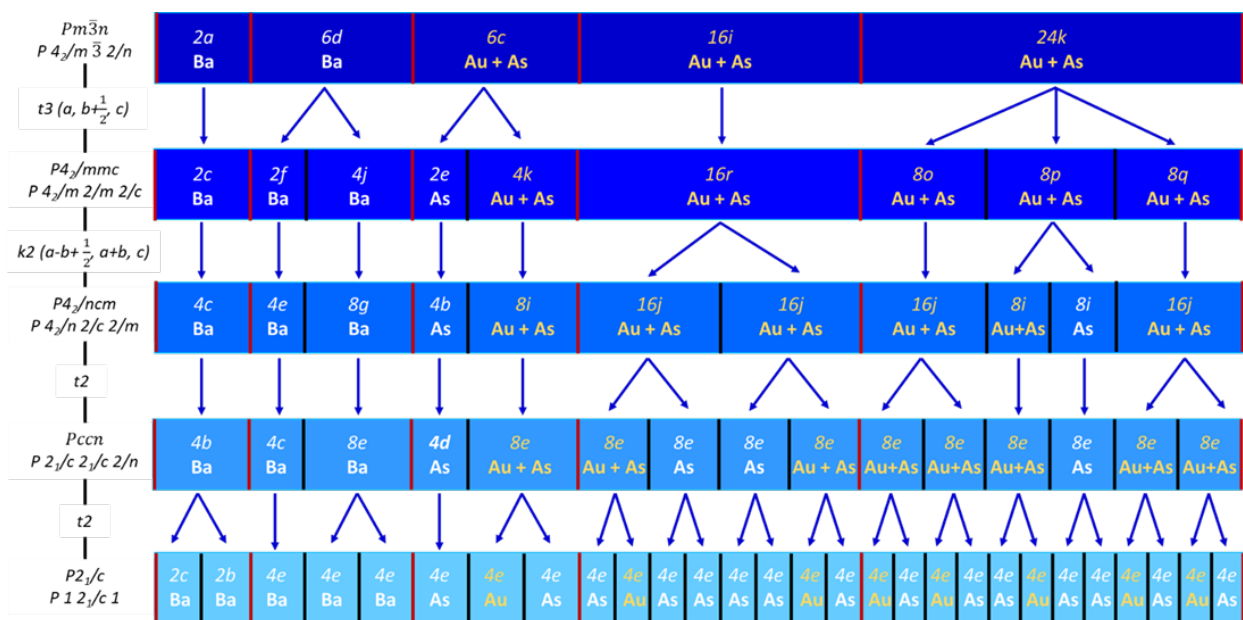 Pm3̅n
P 4₂/m 3̅ 2/n
2a 6d 6c 16i 24k
Ba Ba Au + As Au + As Au + As
t3 (a, b+½, c)
P4₂/mmc
P 4₂/m 2/m 2/c
2c 2f 4j 2e 4k 16r 8o 8p 8q
Ba Ba Ba As Au + As Au + As Au + As Au + As Au + As
k2 (a-b+½, a+b, c)
P4₂/ncm
P 4₂/n 2/c 2/m
4c 4e 8g 4b 8i 16j 16j 16j 8i 8i 16j
Ba Ba Ba As Au + As Au + As Au + As Au + As Au+As As Au + As
t2
Pccn
P 2₁/c 2₁/c 2/n
4b 4c 8e 4d 8e 8e 8e 8e 8e 8e 8e 8e 8e 8e 8e
Ba Ba Ba As Au + As Au + As As As Au + As Au+As Au+As Au+As As Au+As Au+As
t2
P2₁/c
P 1 2₁/c 1
2c 2b 4e 4e 4e 4e 4e 4e 4e 4e 4e 4e 4e 4e 4e 4e 4e 4e 4e 4e 4e 4e 4e 4e 4e 4e 4e 4e
Ba Ba Ba Ba Ba As Au As As Au As As As As Au As Au As Au As As Au As As Au As Au As